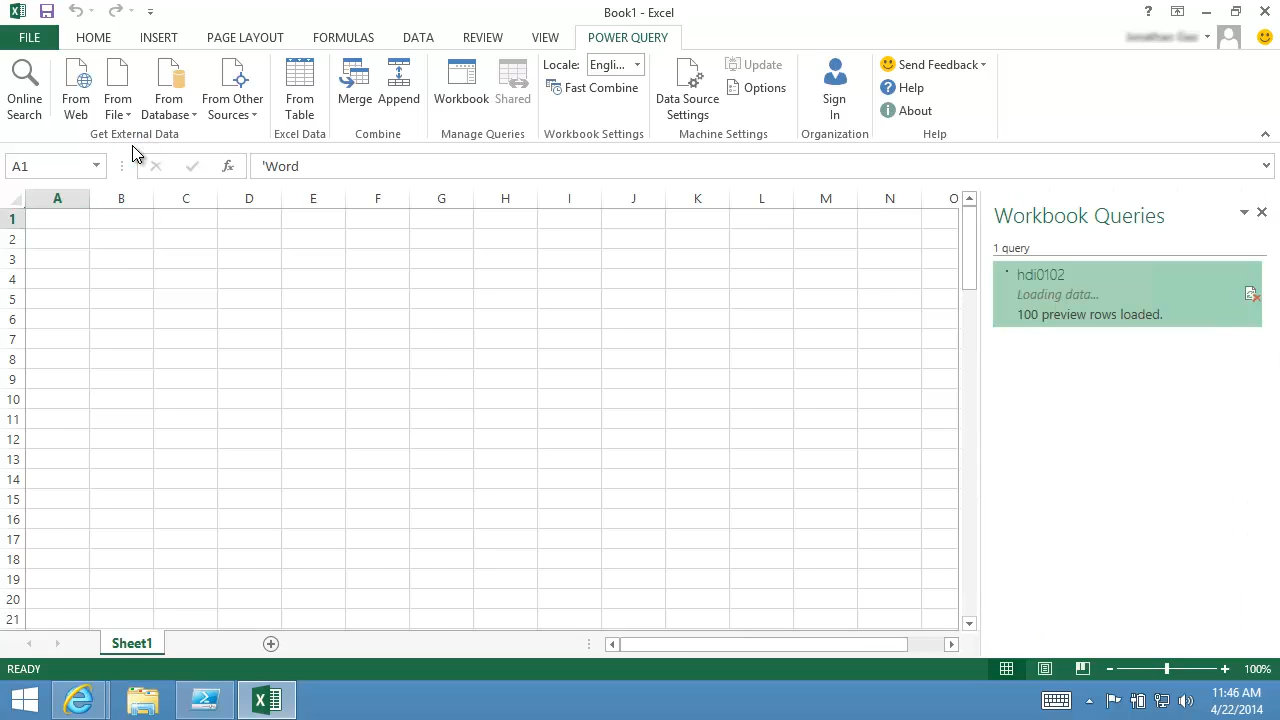 Book1 - Excel
FILE HOME INSERT PAGE LAYOUT FORMULAS DATA REVIEW VIEW POWER QUERY
Online Search
From Web
From File
From Database
From Other Sources
Get External Data
From Table
Excel Data
Merge
Append
Combine
Workbook
Shared
Manage Queries
Locale: Engli...
Fast Combine
Workbook Settings
Data Source Settings
Update
Options
Machine Settings
Sign In
Organization
Send Feedback
Help
About
Help
A1
fx
'Word
A B C D E F G H I J K L M N O
1
2
3
4
5
6
7
8
9
10
11
12
13
14
15
16
17
18
19
20
21
Workbook Queries
1 query
hdi0102
Loading data...
100 preview rows loaded.
Sheet1
READY
100%
11:46 AM
4/22/2014